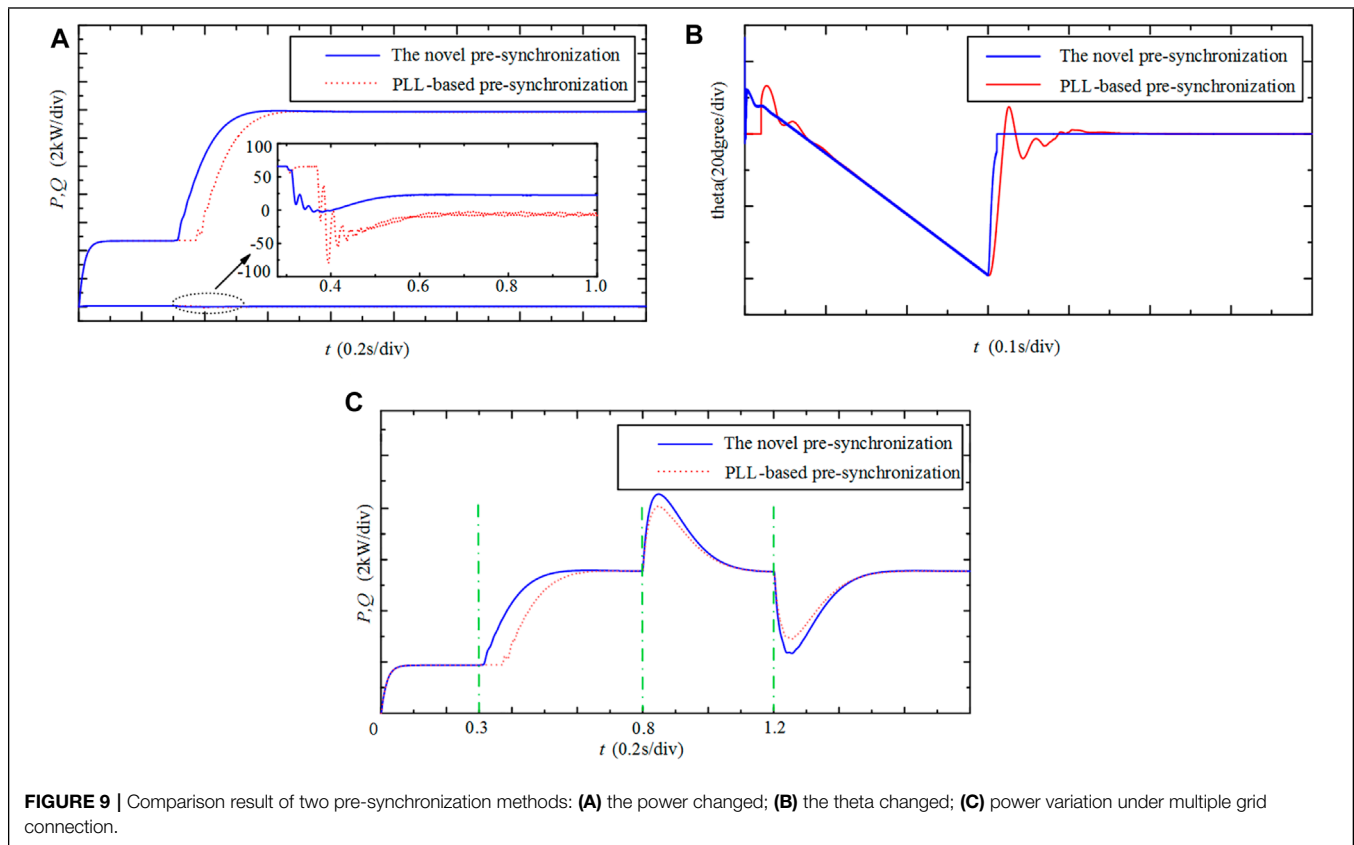 A
The novel pre-synchronization
PLL-based pre-synchronization
P,Q (2kW/div)
100
50
0
-50
-100
0.4
0.6
0.8
1.0
t (0.2s/div)
B
The novel pre-synchronization
PLL-based pre-synchronization
theta(20dgree/div)
t (0.1s/div)
C
The novel pre-synchronization
PLL-based pre-synchronization
P,Q (2kW/div)
0
0.3
0.8
1.2
t (0.2s/div)
FIGURE 9 | Comparison result of two pre-synchronization methods: (A) the power changed; (B) the theta changed; (C) power variation under multiple grid
connection.